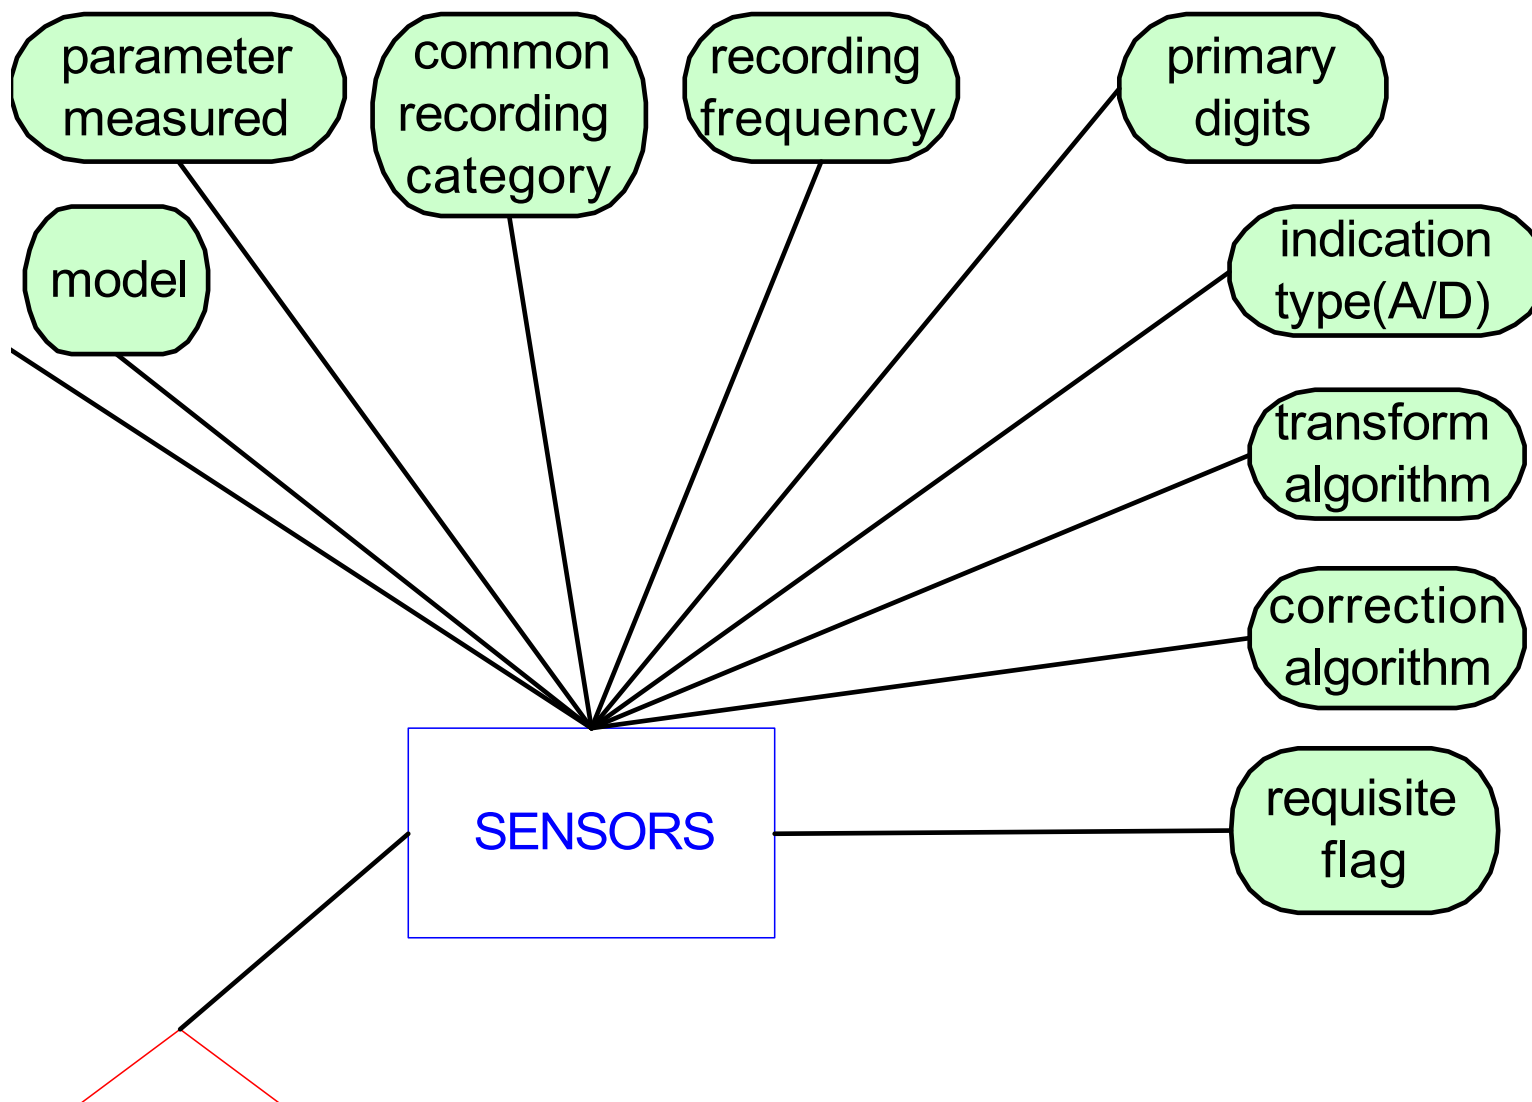 parameter
measured
common
recording
category
recording
frequency
primary
digits
model
indication
type(A/D)
transform
algorithm
correction
algorithm
SENSORS
requisite
flag